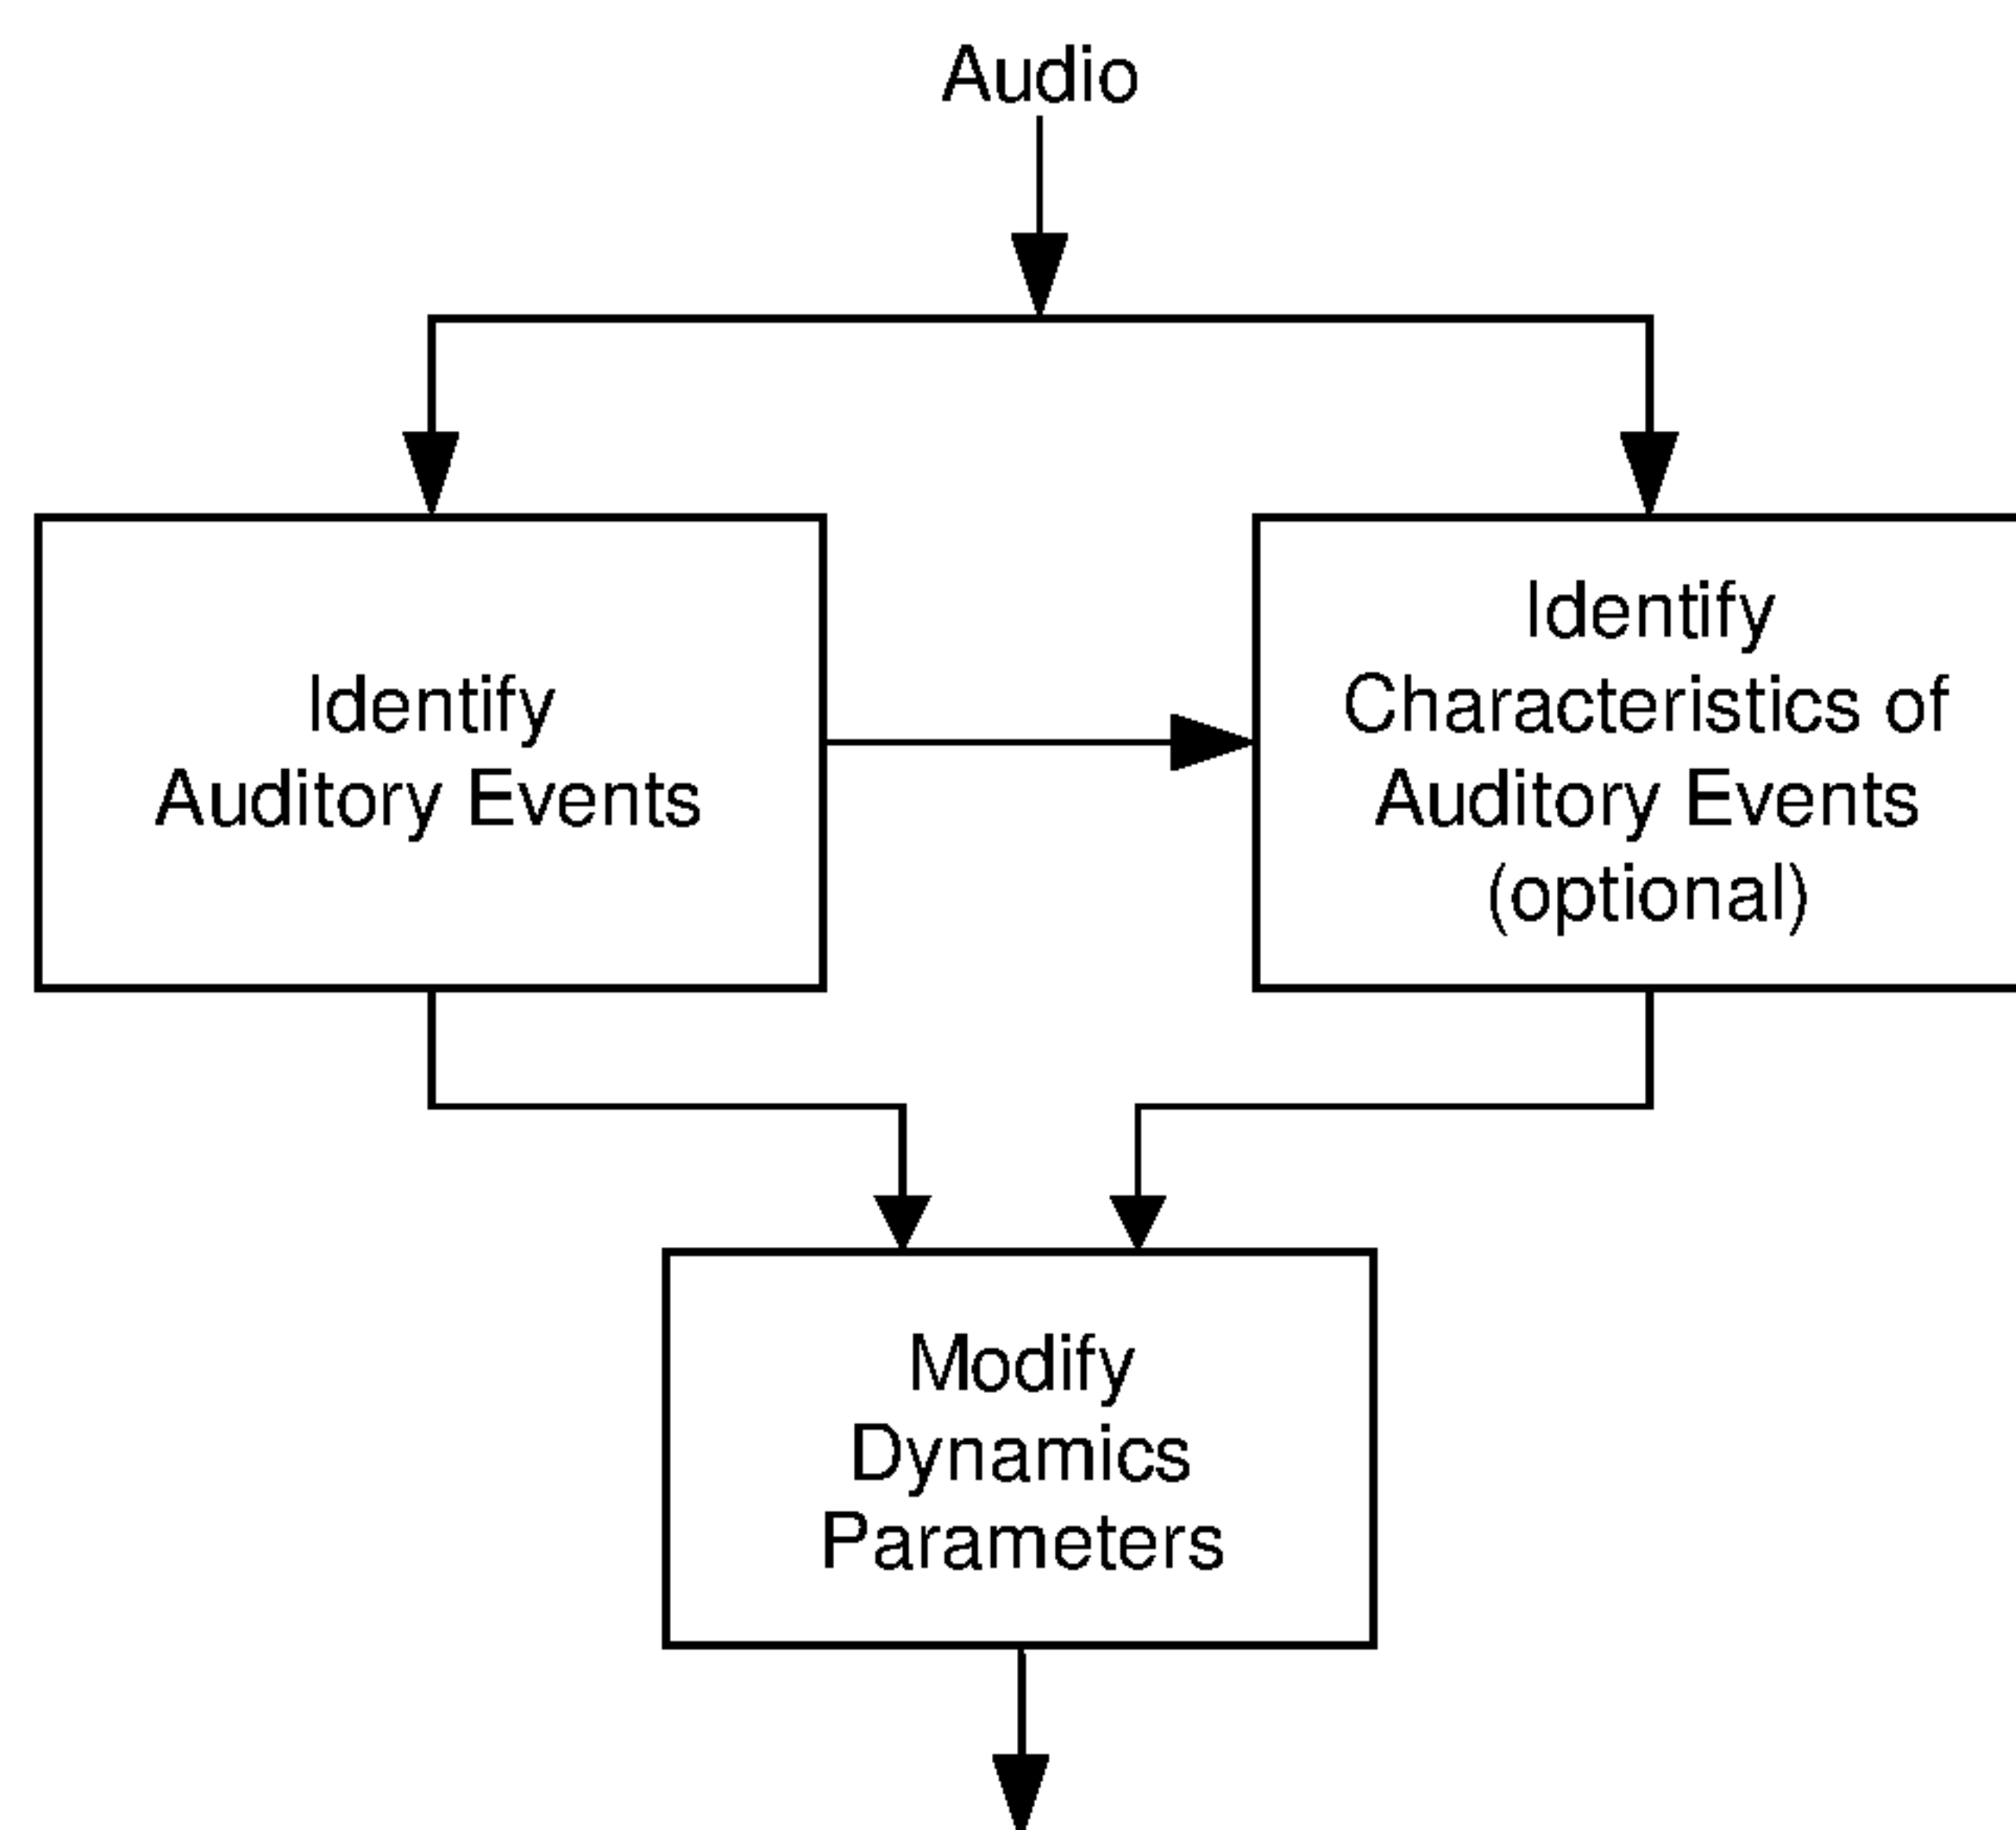 Audio
Identify
Auditory Events
Identify
Characteristics of
Auditory Events
(optional)
Modify
Dynamics
Parameters